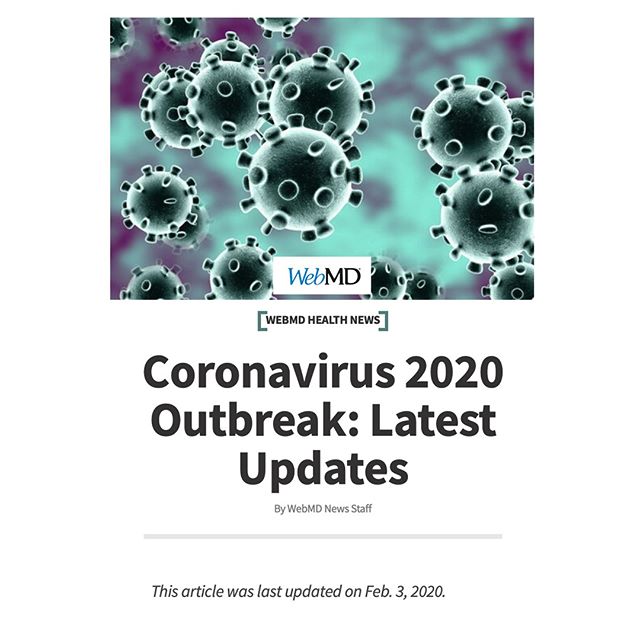 WebMD
WEBMD HEALTH NEWS
Coronavirus 2020
Outbreak: Latest
Updates
By WebMD News Staff
This article was last updated on Feb. 3, 2020.